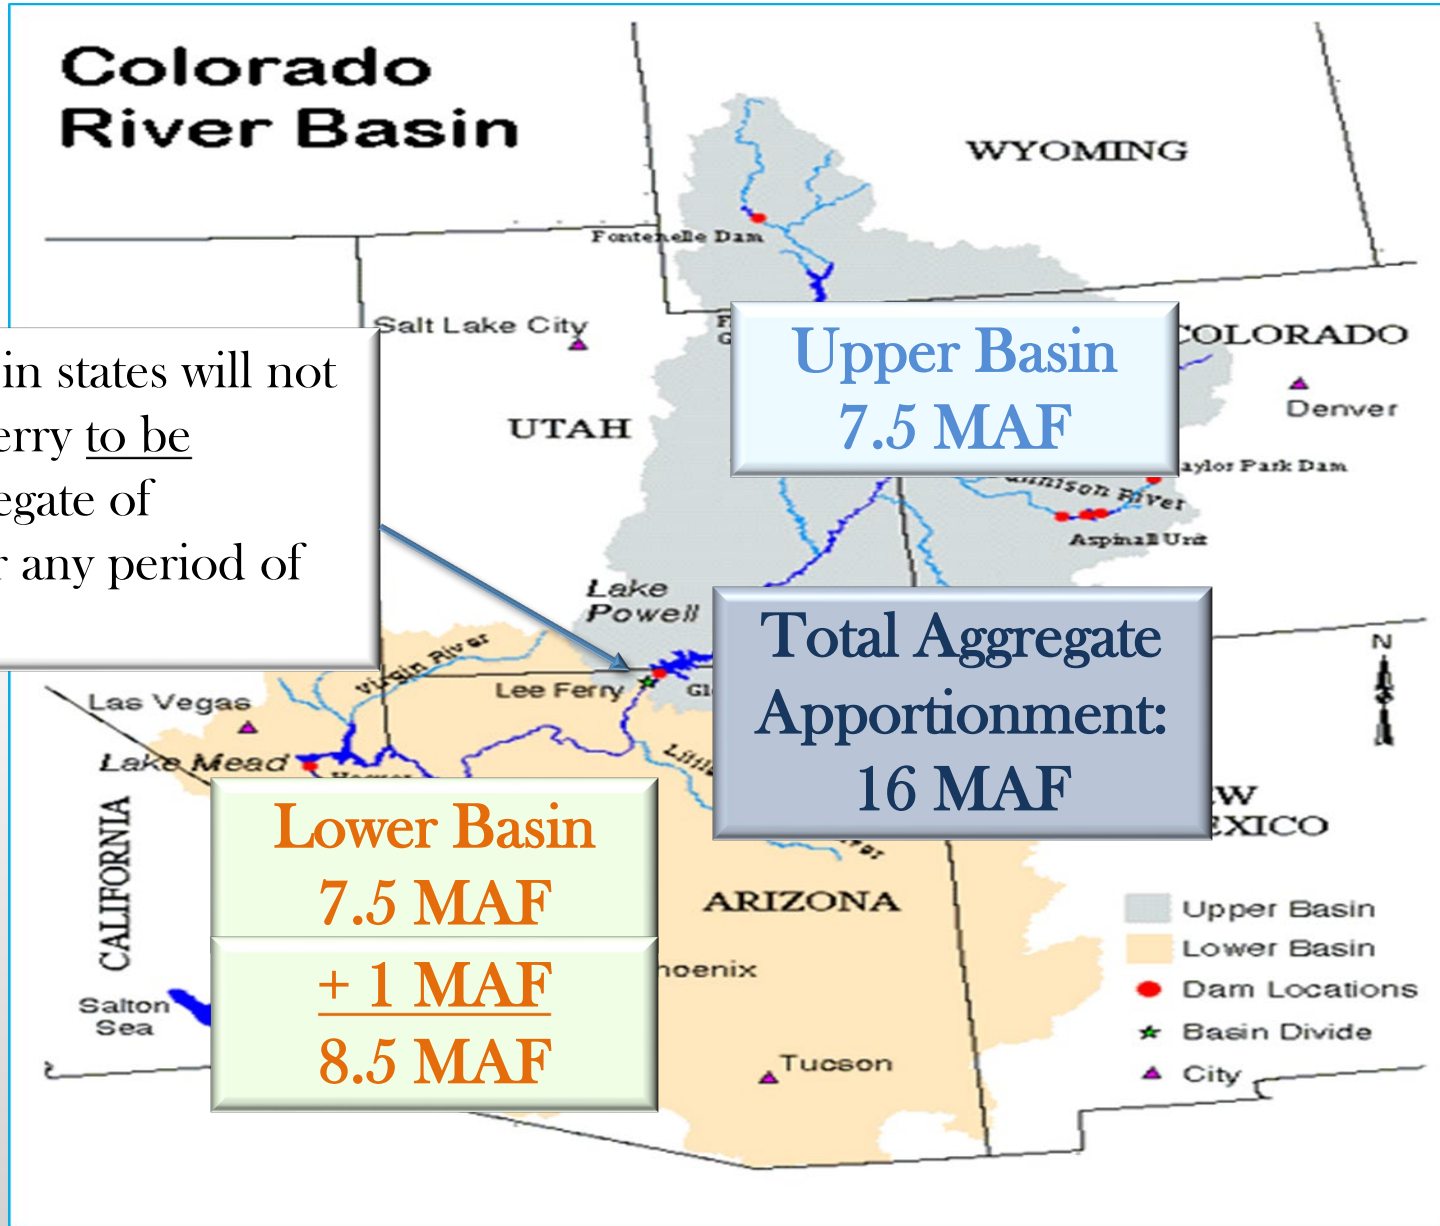 Colorado
River Basin
WYOMING
Fontenelle Dam
Salt Lake City
COLORADO
Upper Basin
7.5 MAF
in states will not
to be
of
any period of
UTAH
Denver
Park Dam
River
Aspinall Unit
Lake
Powell
Total Aggregate
Apportionment:
16 MAF
N
Virgin River
Lee Ferry
Las Vegas
Lake Mead
CALIFORNIA
Lower Basin
7.5 MAF
+ 1 MAF
8.5 MAF
ARIZONA
Salton
Sea
Tucson
Upper Basin
Lower Basin
Dam Locations
Basin Divide
City